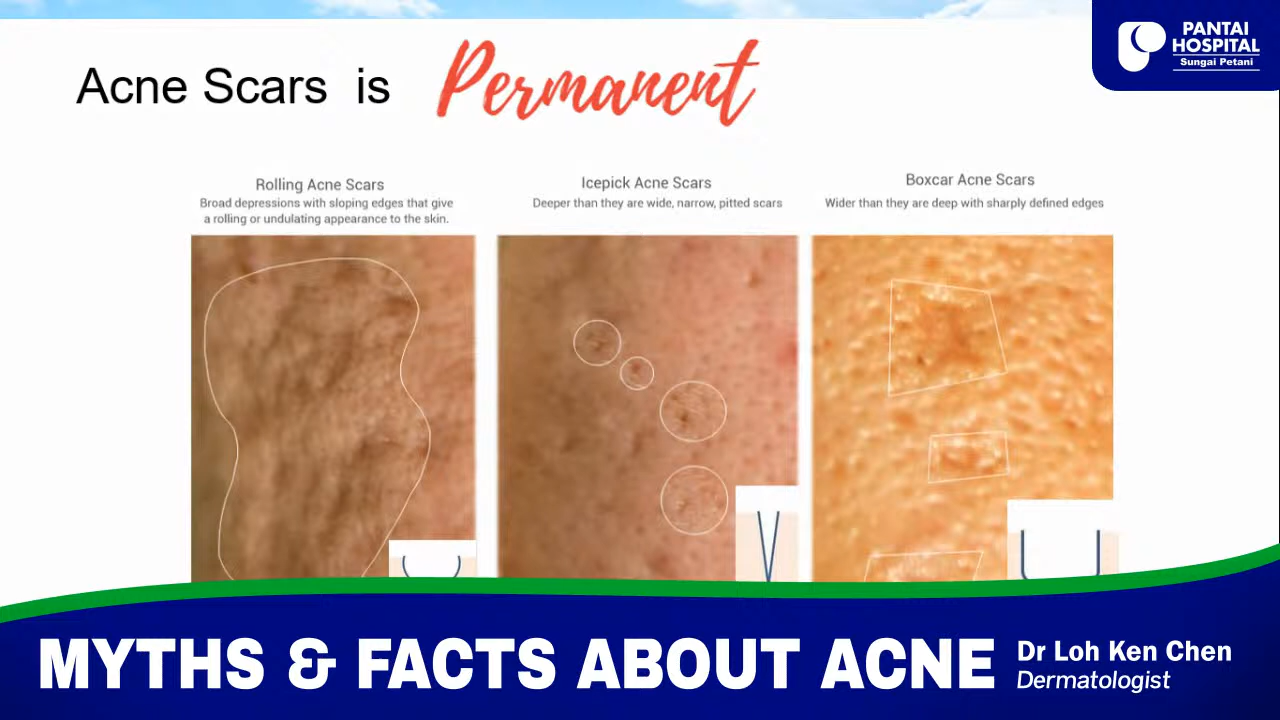 Acne Scars is Permanent
PANTAI
HOSPITAL
Sungai Petani
Rolling Acne Scars
Broad depressions with sloping edges that give
a rolling or undulating appearance to the skin.
Icepick Acne Scars
Deeper than they are wide, narrow, pitted scars
Boxcar Acne Scars
Wider than they are deep with sharply defined edges
MYTHS & FACTS ABOUT ACNE
Dr Loh Ken Chen
Dermatologist